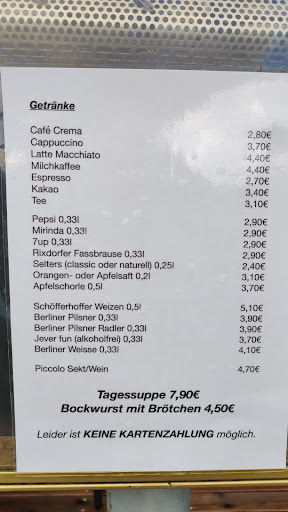 Getränke
Café Crema 2,80€
Cappuccino 3,70€
Latte Macchiato 4,40€
Milchkaffee 4,40€
Espresso 2,70€
Kakao 3,40€
Tee 3,10€
Pepsi 0,33l 2,90€
Mirinda 0,33l 2,90€
7up 0,33l 2,90€
Rixdorfer Fassbrause 0,33l 2,90€
Selters (classic oder naturell) 0,25l 2,40€
Orangen- oder Apfelsaft 0,2l 3,10€
Apfelschorle 0,5l 3,70€
Schöfferhoffer Weizen 0,5l 5,10€
Berliner Pilsner 0,33l 3,90€
Berliner Pilsner Radler 0,33l 3,90€
Jever fun (alkoholfrei) 0,33l 3,70€
Berliner Weisse 0,33l 4,10€
Piccolo Sekt/Wein 4,70€
Tagessuppe 7,90€
Bockwurst mit Brötchen 4,50€
Leider ist KEINE KARTENZAHLUNG möglich.